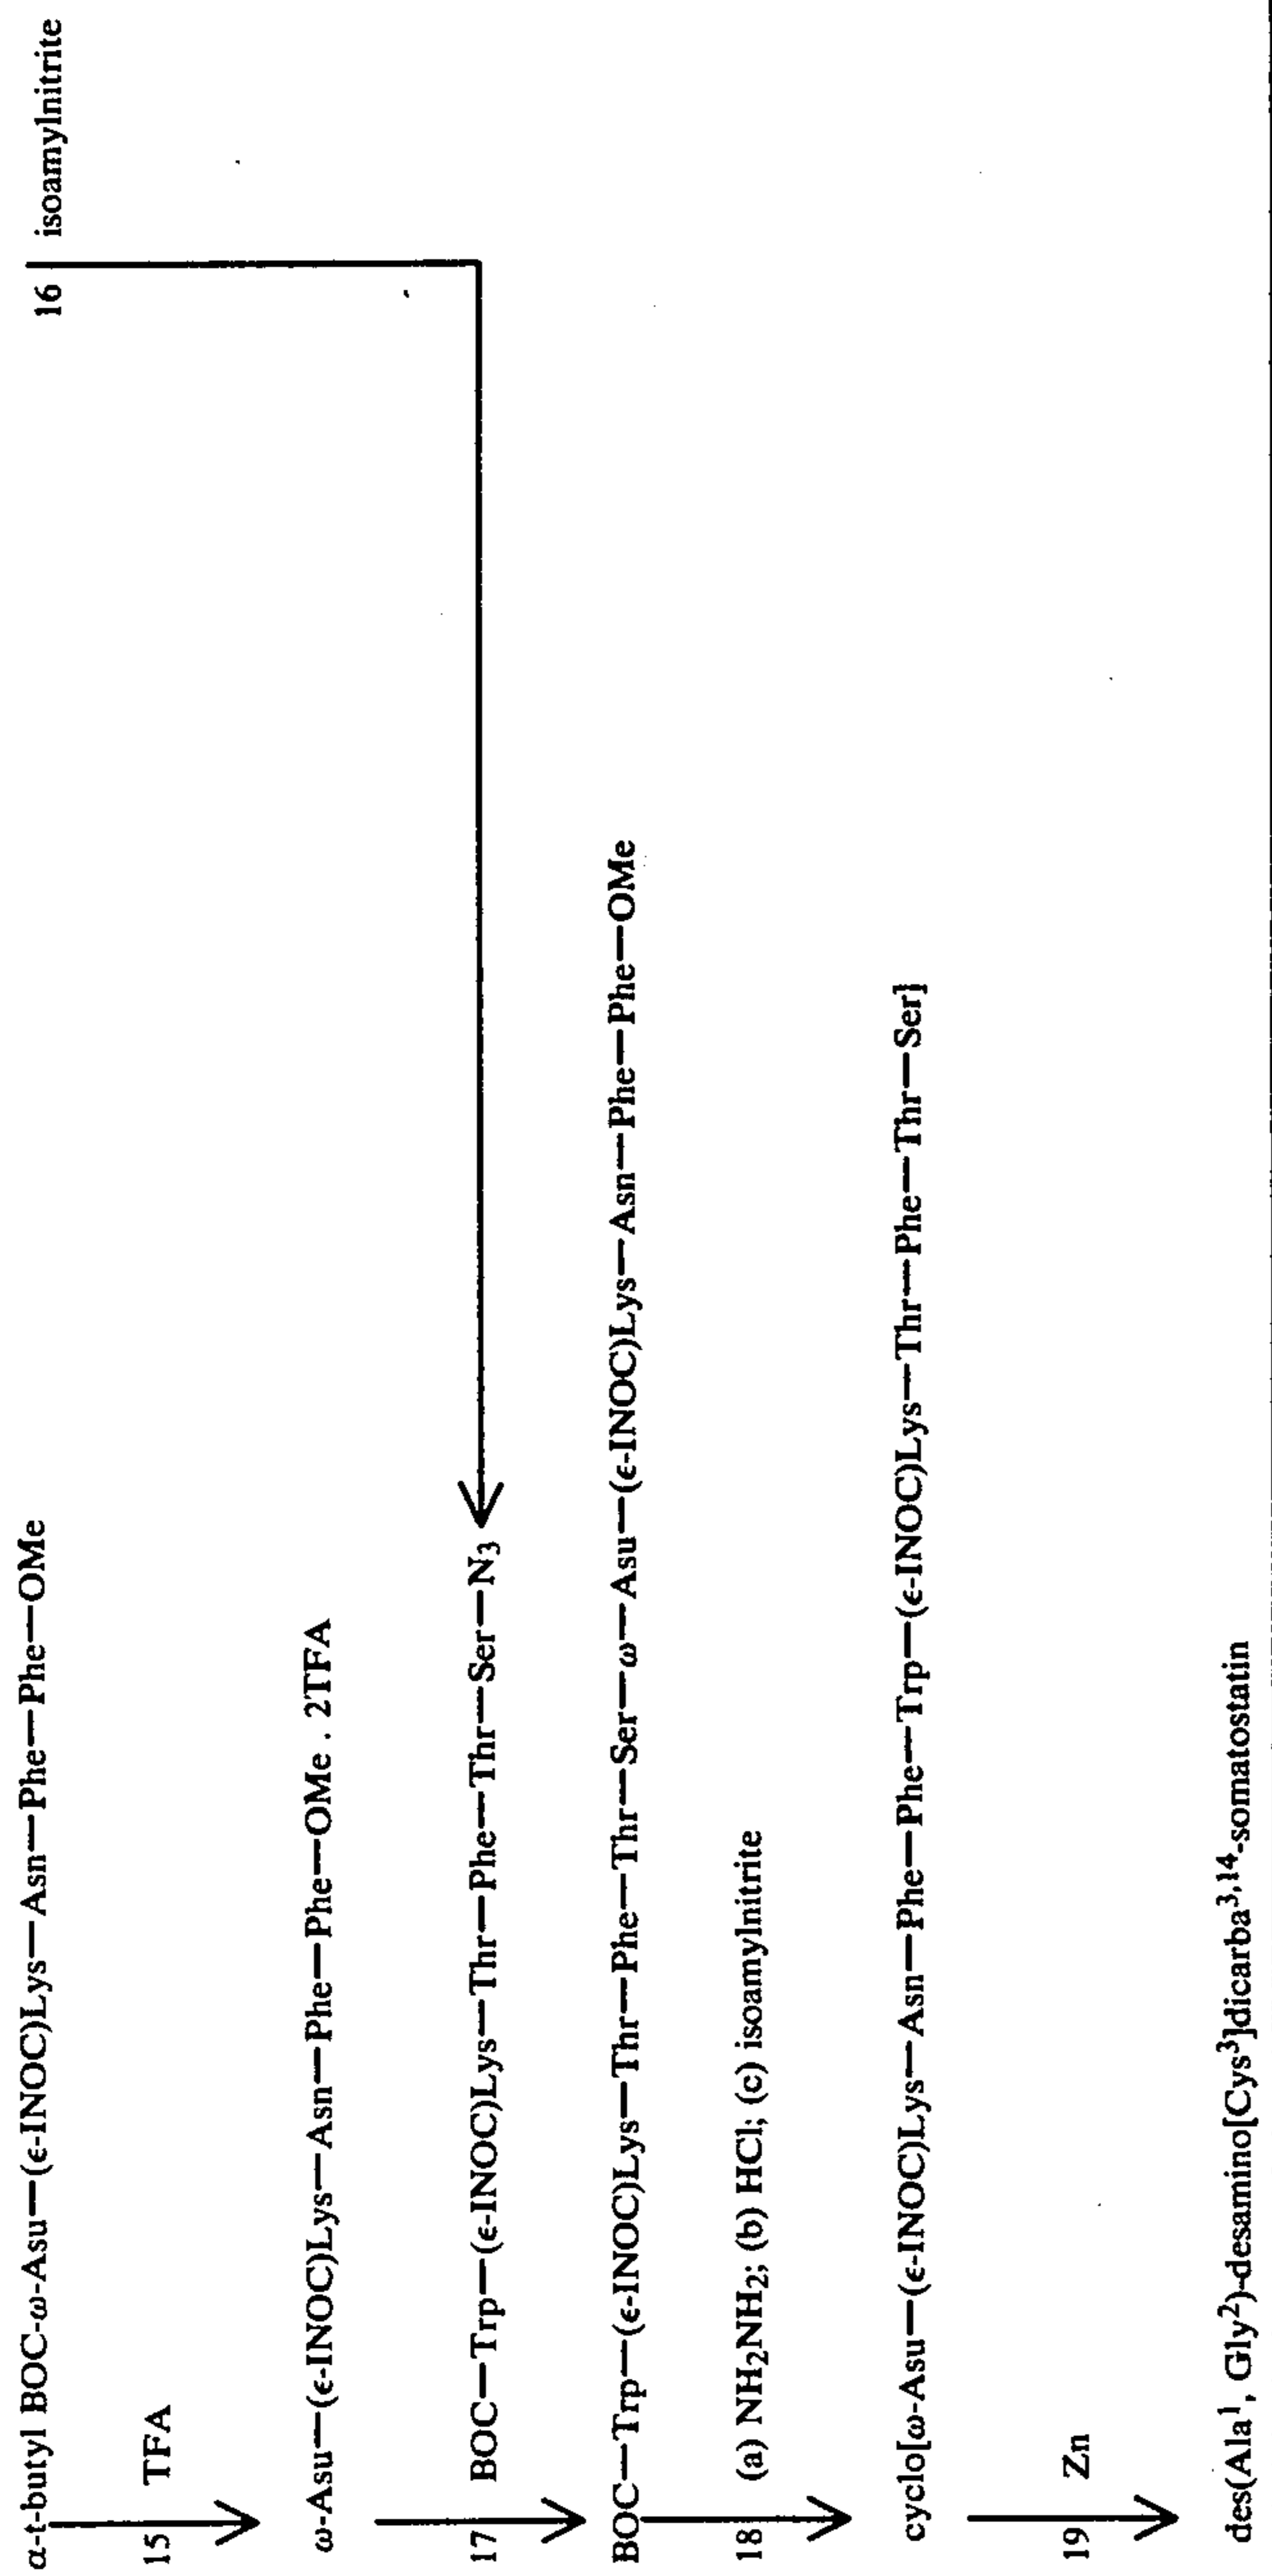 α-t-butyl BOC-ω-Asu—(ε-INOC)Lys—Asn—Phe—Phe—OMe
16 isoamylnitrite
15 TFA
ω-Asu—(ε-INOC)Lys—Asn—Phe—Phe—OMe . 2TFA
17 BOC—Trp—(ε-INOC)Lys—Thr—Phe—Thr—Ser—N3
BOC—Trp—(ε-INOC)Lys—Thr—Phe—Thr—Ser—ω—Asu—(ε-INOC)Lys—Asn—Phe—Phe—OMe
18 (a) NH2NH2; (b) HCl; (c) isoamylnitrite
cyclo[ω-Asu—(ε-INOC)Lys—Asn—Phe—Phe—Trp—(ε-INOC)Lys—Thr—Phe—Thr—Ser]
19 Zn
des(Ala1, Gly2)-desamino[Cys3]dicarba3,14-somatostatin